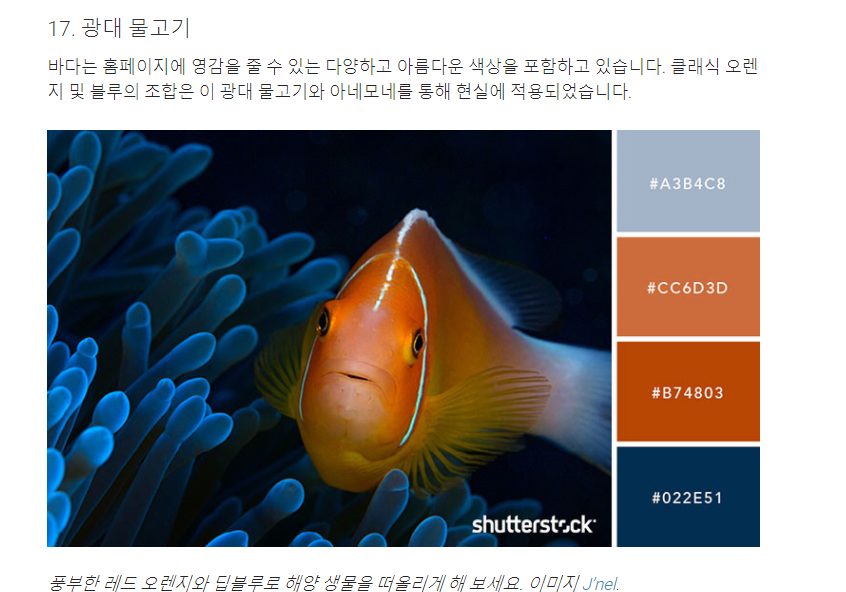 17. 광대 물고기
바다는 홈페이지에 영감을 줄 수 있는 다양하고 아름다운 색상을 포함하고 있습니다. 클래식 오렌
지 및 블루의 조합은 이 광대 물고기와 아네모네를 통해 현실에 적용되었습니다.
#A3B4C8
#CC6D3D
#B74803
#022E51
shutterstock
풍부한 레드 오렌지와 딥블루로 해양 생물을 떠올리게 해 보세요. 이미지 J'nel.